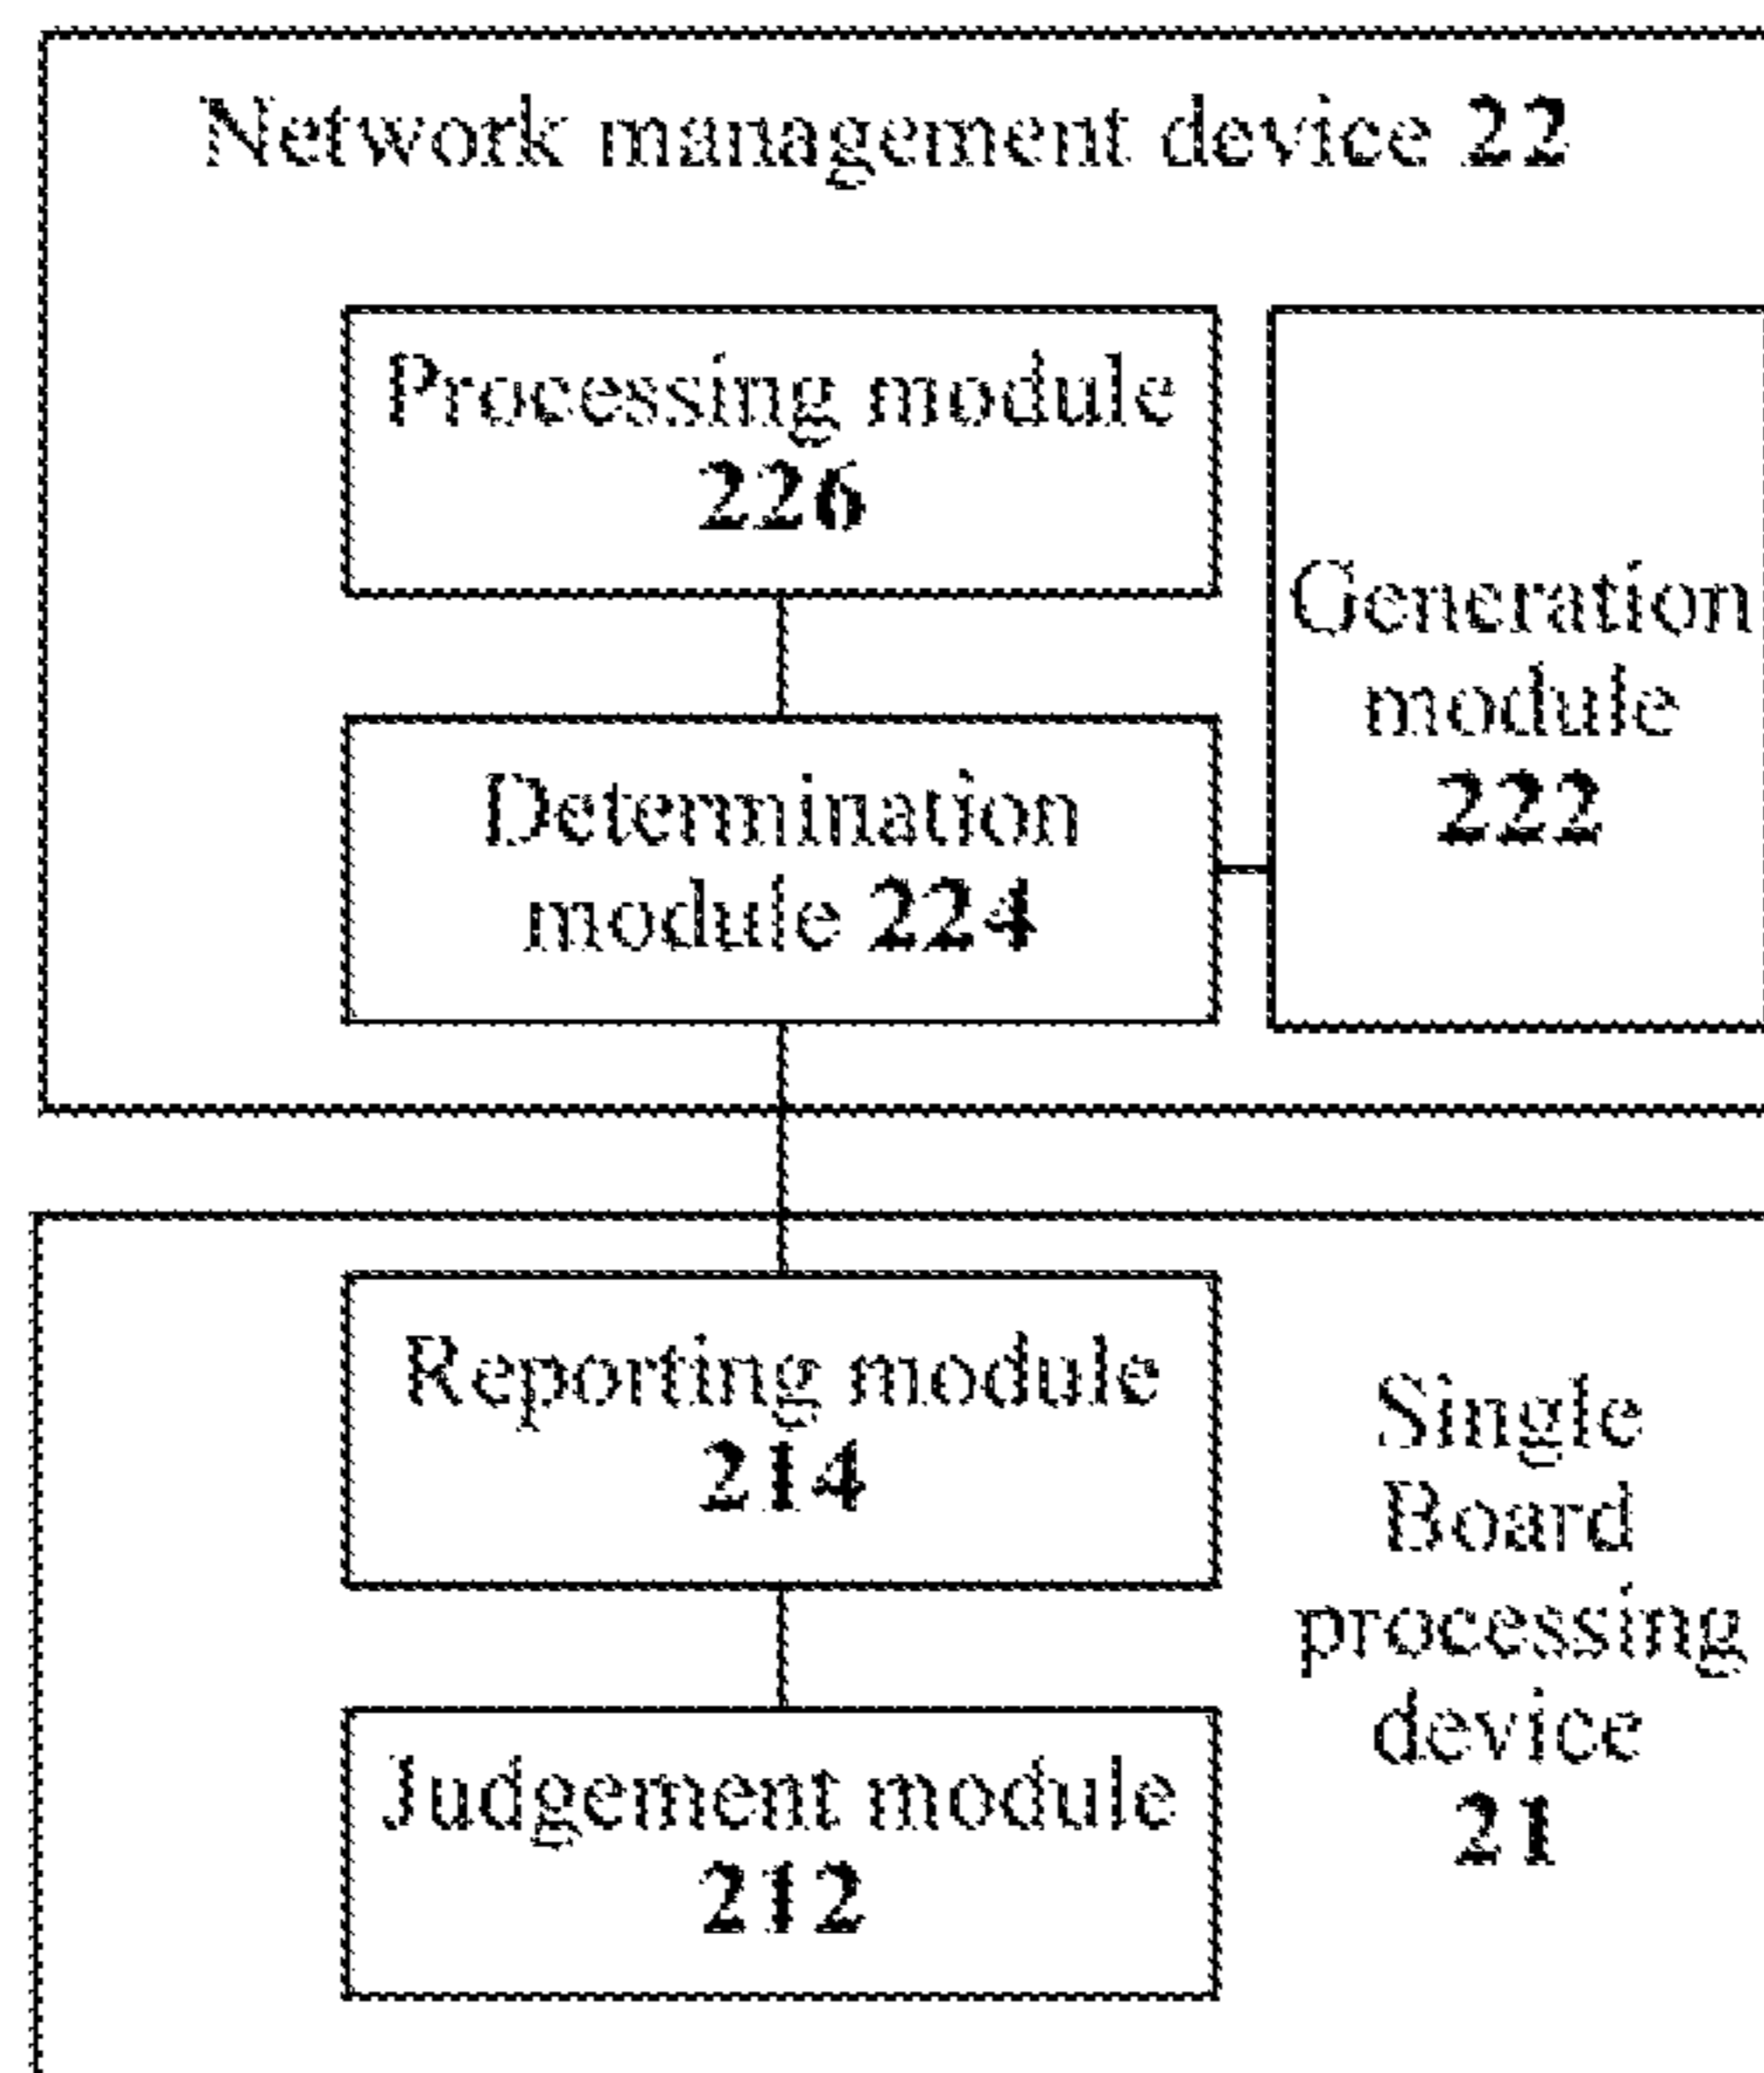 Network management device 22
Processing module
226
Generation
module
222
Determination
module 224
Reporting module
214
Single
Board
processing
device
21
Judgement module
212